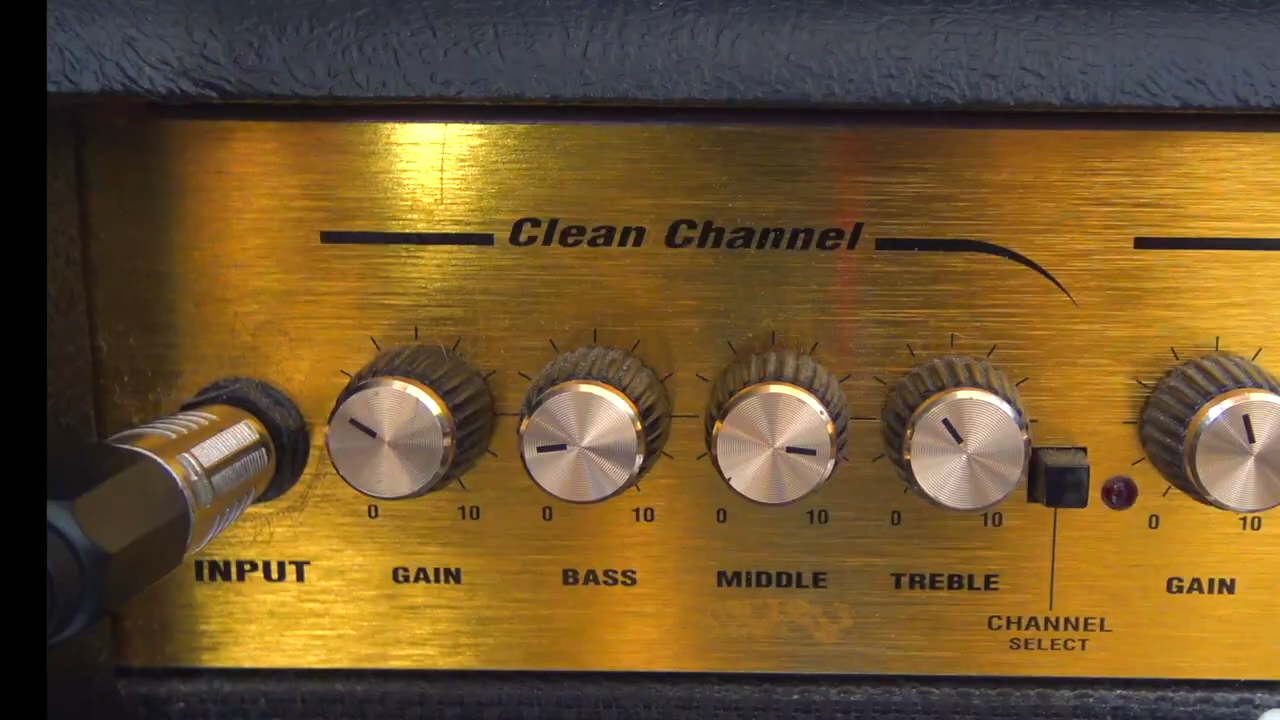 Clean Channel
0 10 0 10 0 10 0 10 0 10
INPUT GAIN BASS MIDDLE TREBLE GAIN
CHANNEL
SELECT